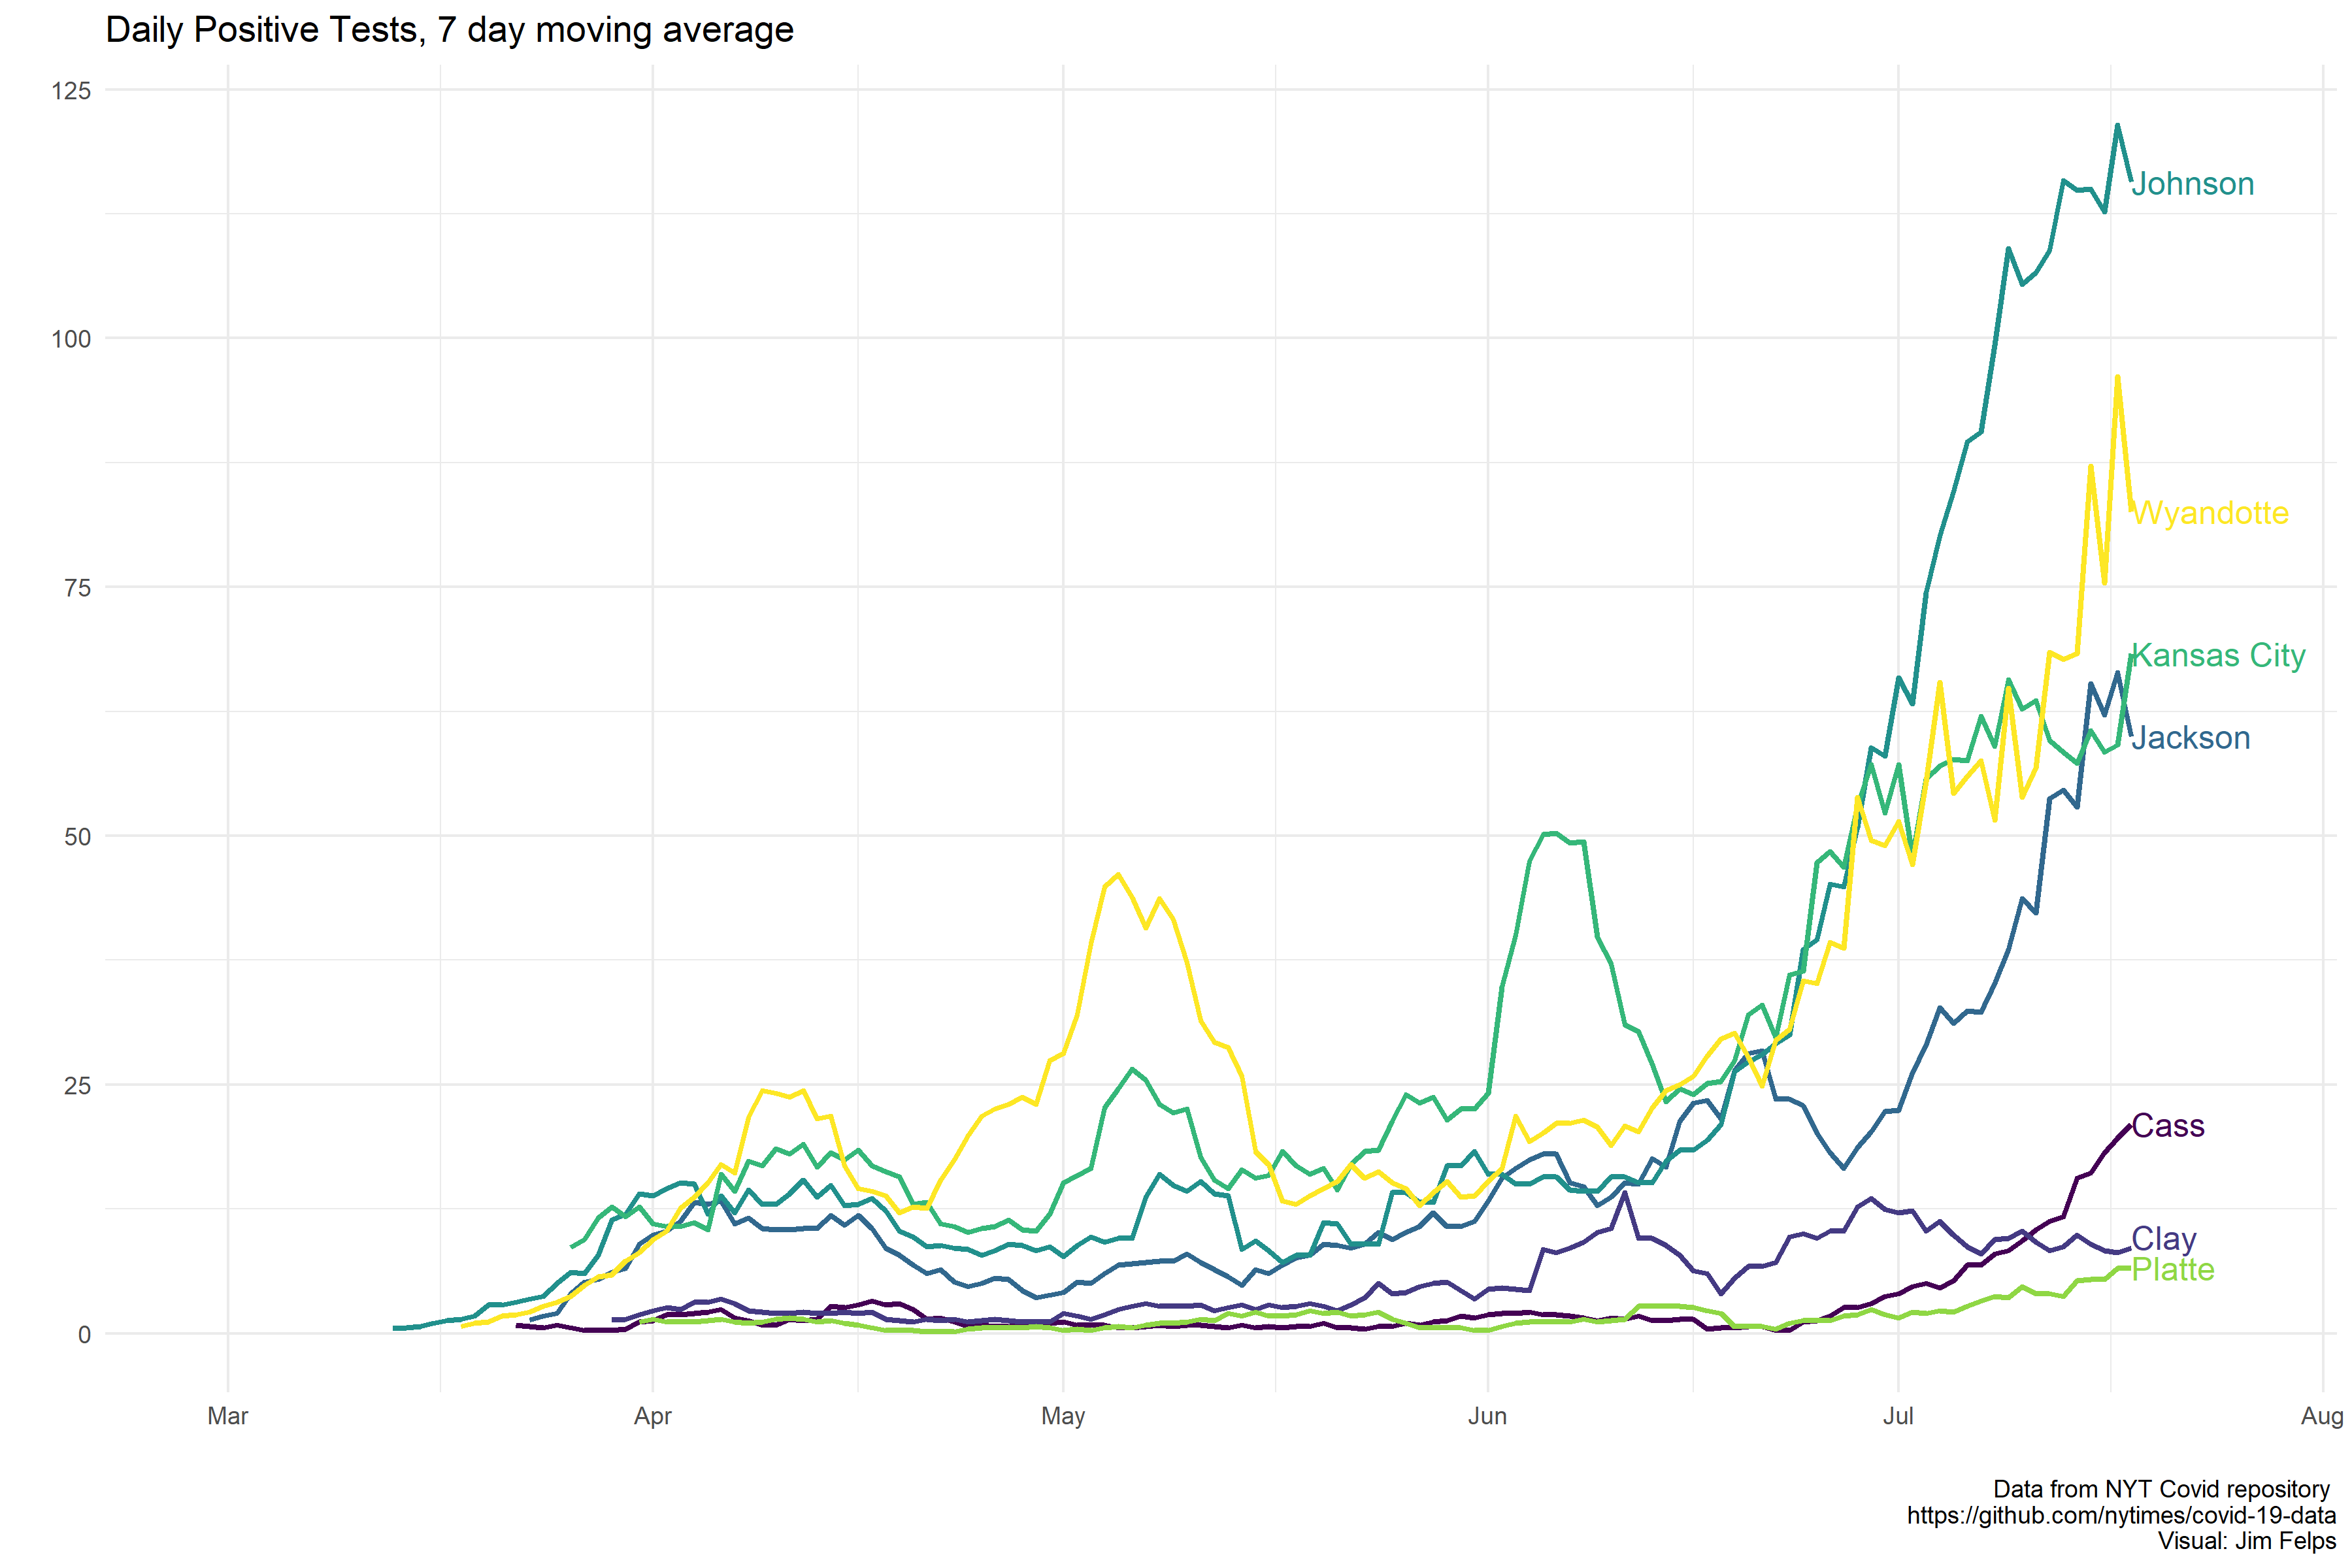 Daily Positive Tests, 7 day moving average
125
100
75
50
25
0
Johnson
Wyandotte
Kansas City
Jackson
Cass
Clay
Platte
Mar Apr May Jun Jul Aug
Data from NYT Covid repository
https://github.com/nytimes/covid-19-data
Visual: Jim Felps